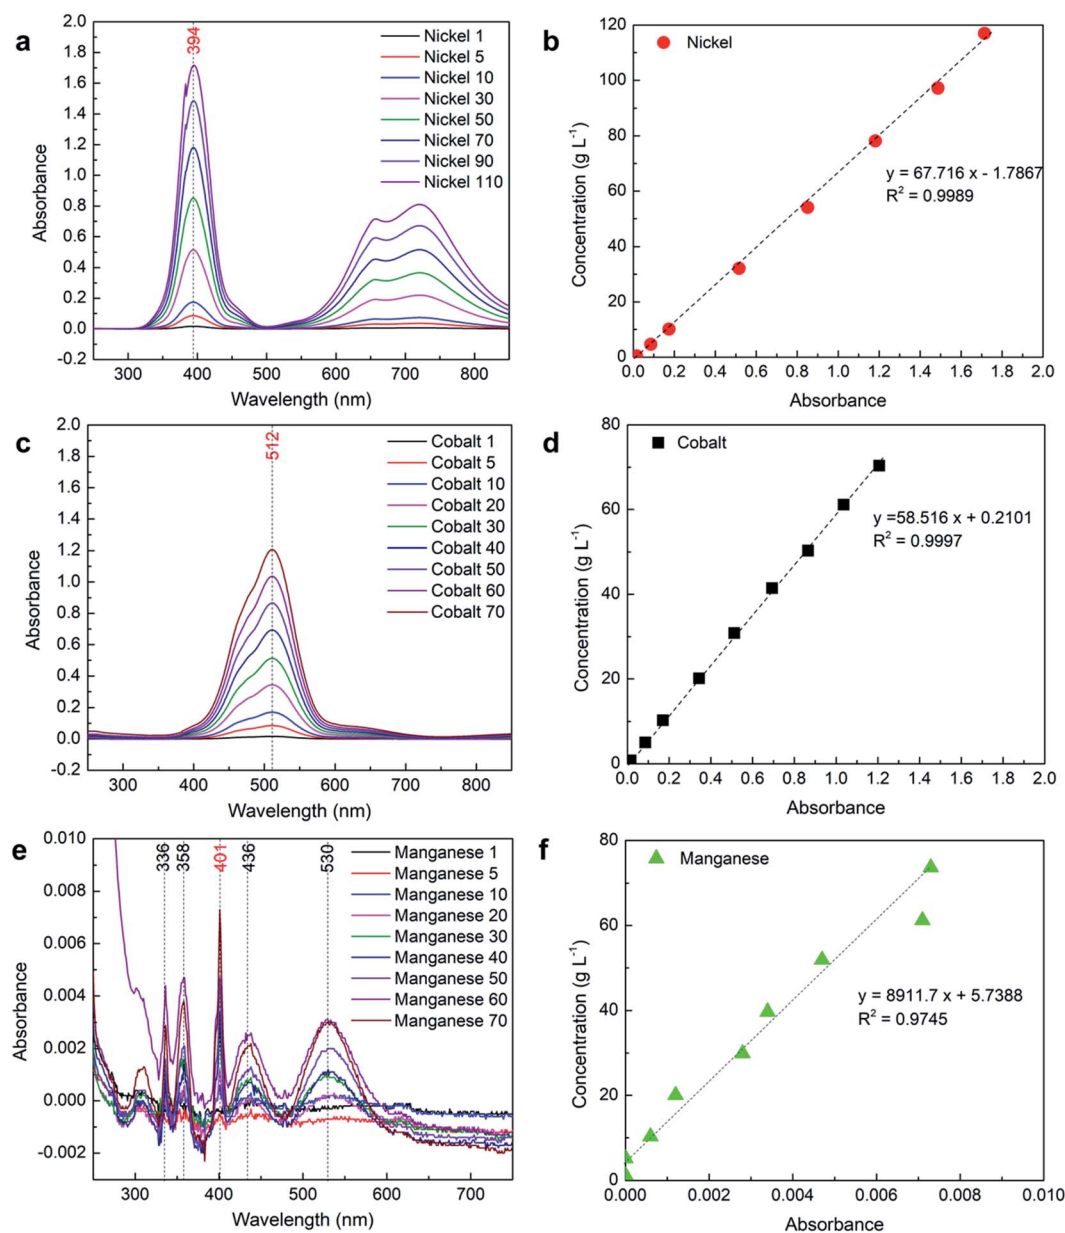 a
394
2.0
1.8
1.6
1.4
1.2
1.0
0.8
0.6
0.4
0.2
0.0
-0.2
Absorbance
Nickel 1
Nickel 5
Nickel 10
Nickel 30
Nickel 50
Nickel 70
Nickel 90
Nickel 110
300 400 500 600 700 800
Wavelength (nm)
b
Nickel
120
100
80
60
40
20
0
Concentration (g L⁻¹)
y = 67.716 x - 1.7867
R² = 0.9989
0.0 0.2 0.4 0.6 0.8 1.0 1.2 1.4 1.6 1.8 2.0
Absorbance
c
512
2.0
1.8
1.6
1.4
1.2
1.0
0.8
0.6
0.4
0.2
0.0
-0.2
Absorbance
Cobalt 1
Cobalt 5
Cobalt 10
Cobalt 20
Cobalt 30
Cobalt 40
Cobalt 50
Cobalt 60
Cobalt 70
300 400 500 600 700 800
Wavelength (nm)
d
Cobalt
80
60
40
20
0
Concentration (g L⁻¹)
y =58.516 x + 0.2101
R² = 0.9997
0.0 0.2 0.4 0.6 0.8 1.0 1.2 1.4 1.6 1.8 2.0
Absorbance
e
336
358
401
436
530
0.010
0.008
0.006
0.004
0.002
0.000
-0.002
Absorbance
Manganese 1
Manganese 5
Manganese 10
Manganese 20
Manganese 30
Manganese 40
Manganese 50
Manganese 60
Manganese 70
300 400 500 600 700
Wavelength (nm)
f
Manganese
80
60
40
20
0
Concentration (g L⁻¹)
y = 8911.7 x + 5.7388
R² = 0.9745
0.000 0.002 0.004 0.006 0.008 0.010
Absorbance